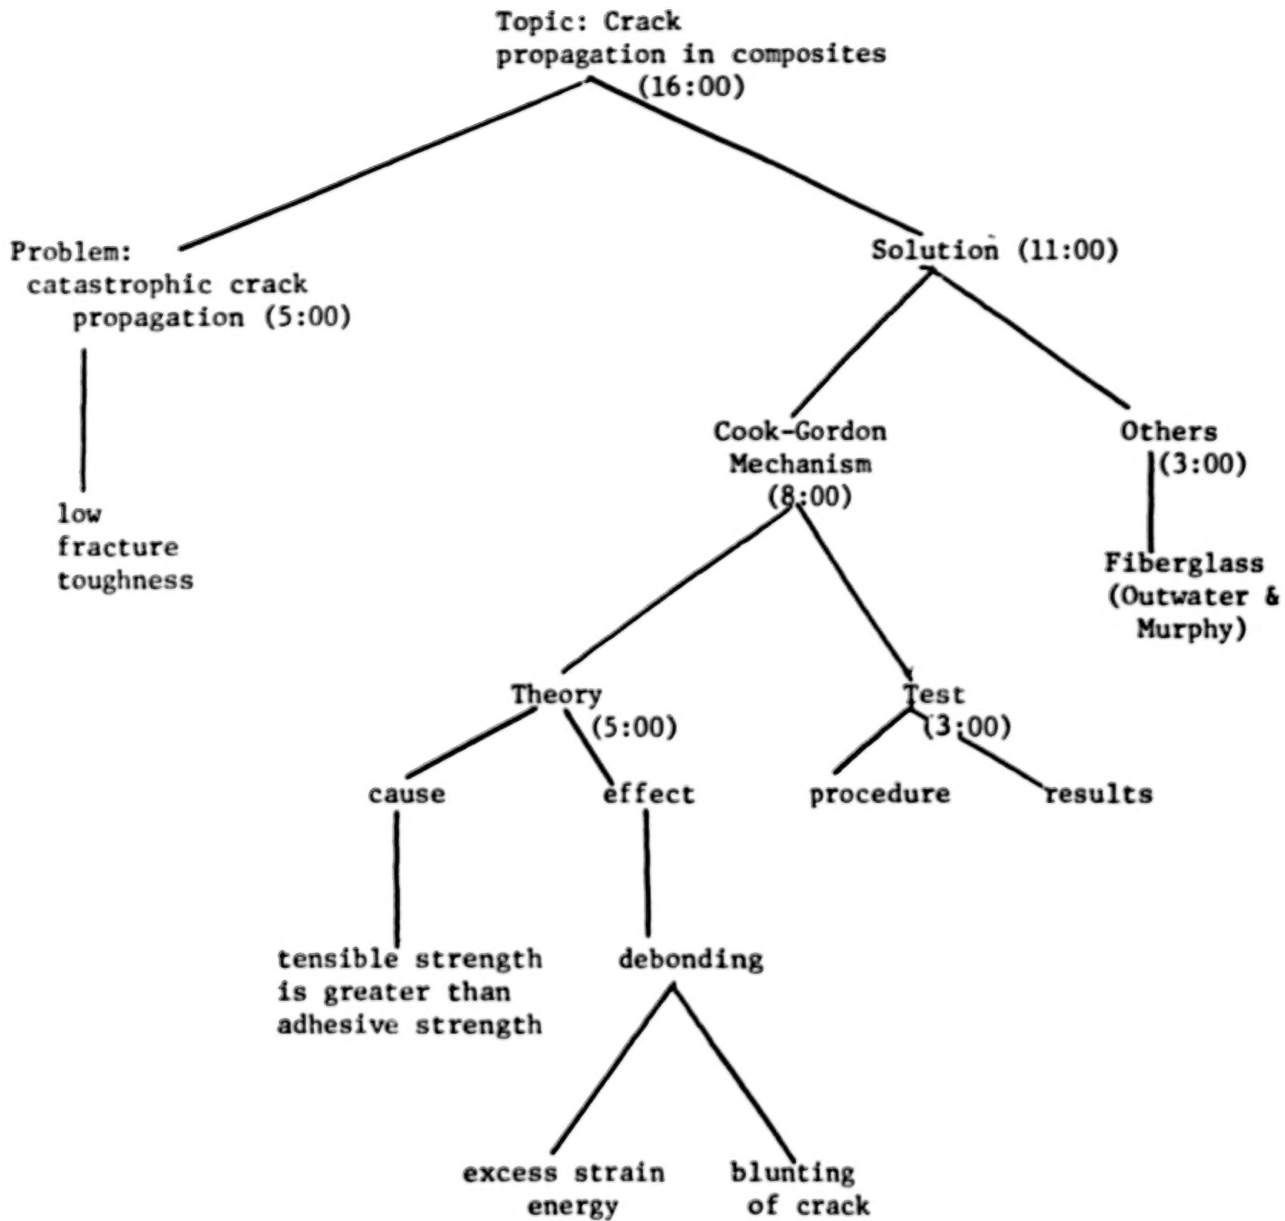 Topic: Crack
propagation in composites
(16:00)
Problem:
catastrophic crack
propagation (5:00)
Solution (11:00)
low
fracture
toughness
Cook-Gordon
Mechanism
(8:00)
Others
(3:00)
Fiberglass
(Outwater &
Murphy)
Theory
(5:00)
Test
(3:00)
cause
effect
procedure
results
tensible strength
is greater than
adhesive strength
debonding
excess strain
energy
blunting
of crack